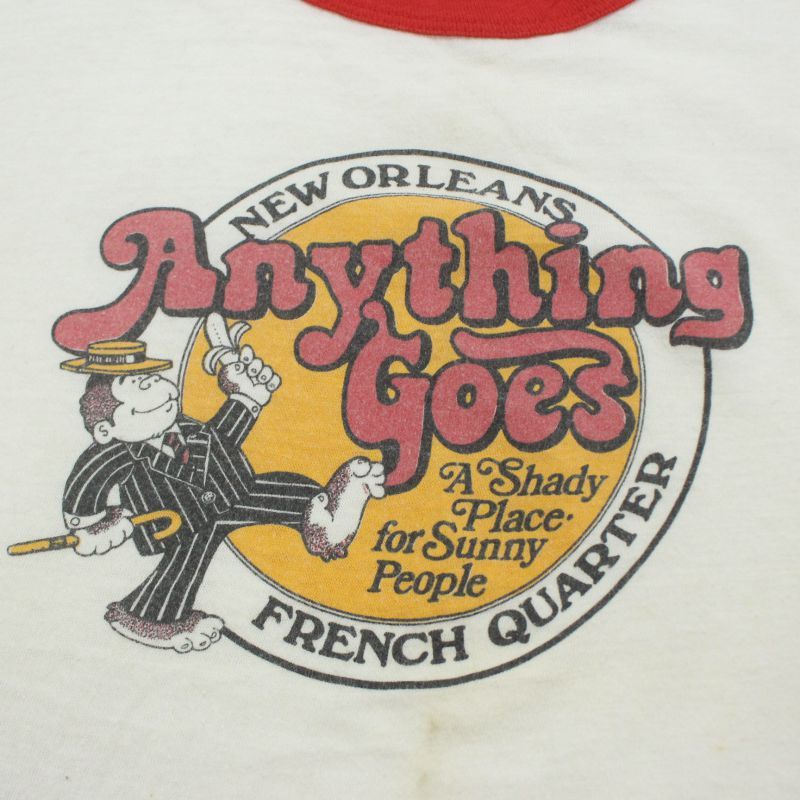 NEW ORLEANS
Anything
Goes
A Shady
Place
for Sunny
People
FRENCH QUARTER